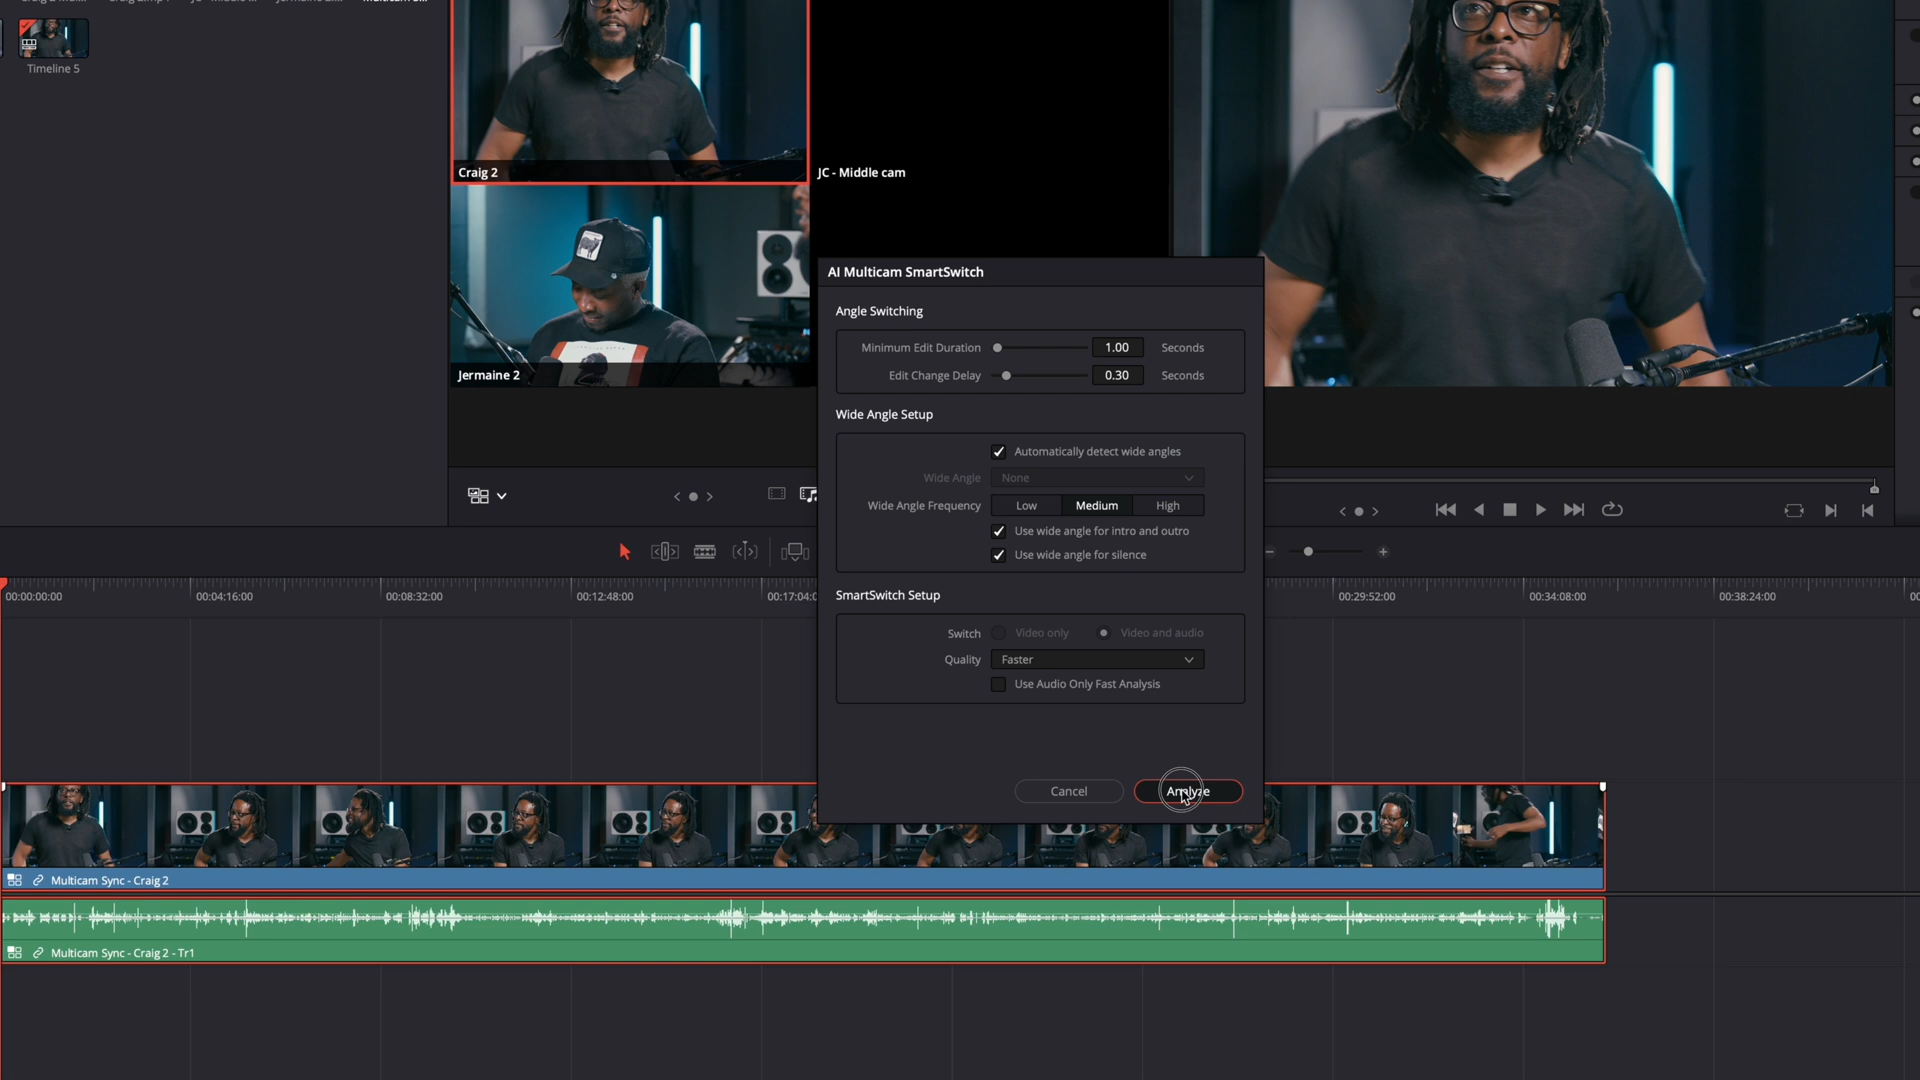 Timeline 5
Craig 2
JC - Middle cam
Jermaine 2
AI Multicam SmartSwitch
Angle Switching
Minimum Edit Duration 1.00 Seconds
Edit Change Delay 0.30 Seconds
Wide Angle Setup
Automatically detect wide angles
Wide Angle None
Wide Angle Frequency Low Medium High
Use wide angle for intro and outro
Use wide angle for silence
SmartSwitch Setup
Switch Video only Video and audio
Quality Faster
Use Audio Only Fast Analysis
Cancel Analyze
00:00:00:00 00:04:16:00 00:08:32:00 00:12:48:00 00:17:04:0 00:29:52:00 00:34:08:00 00:38:24:00
Multicam Sync - Craig 2
Multicam Sync - Craig 2 - Tr1